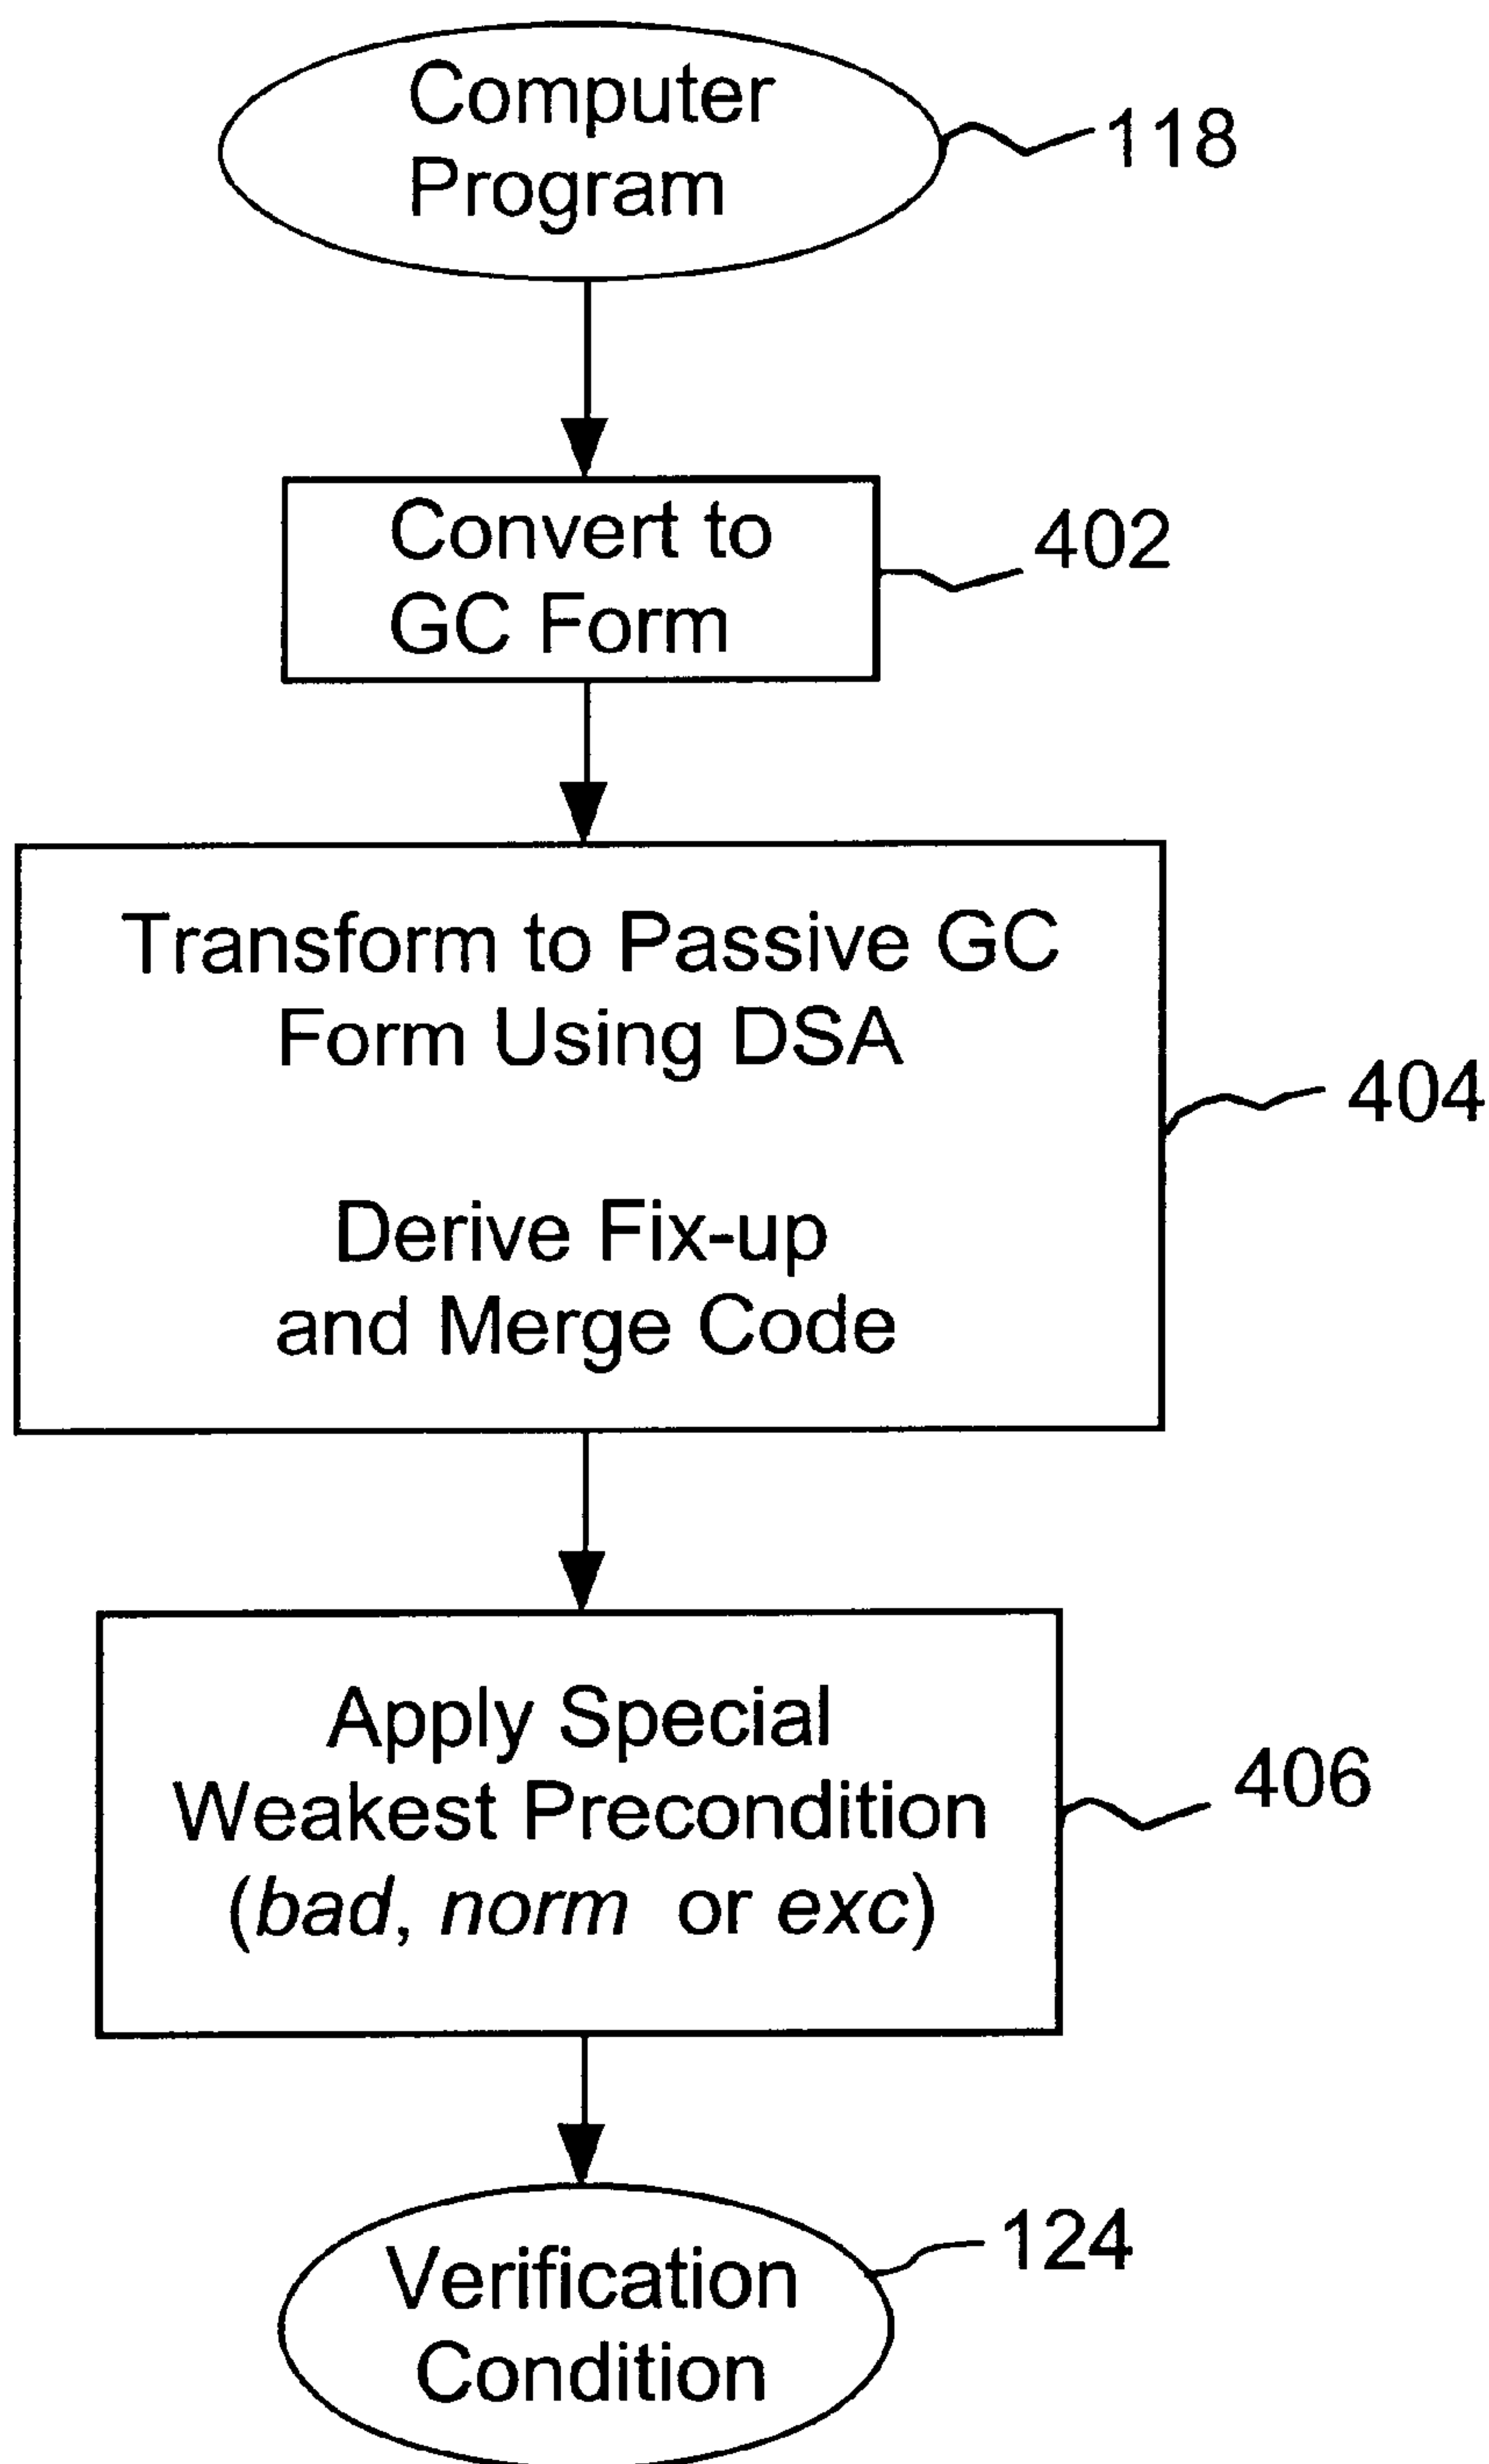 Computer
Program
118
Convert to
GC Form
402
Transform to Passive GC
Form Using DSA
404
Derive Fix-up
and Merge Code
Apply Special
Weakest Precondition
(bad, norm or exc)
406
Verification
Condition
124